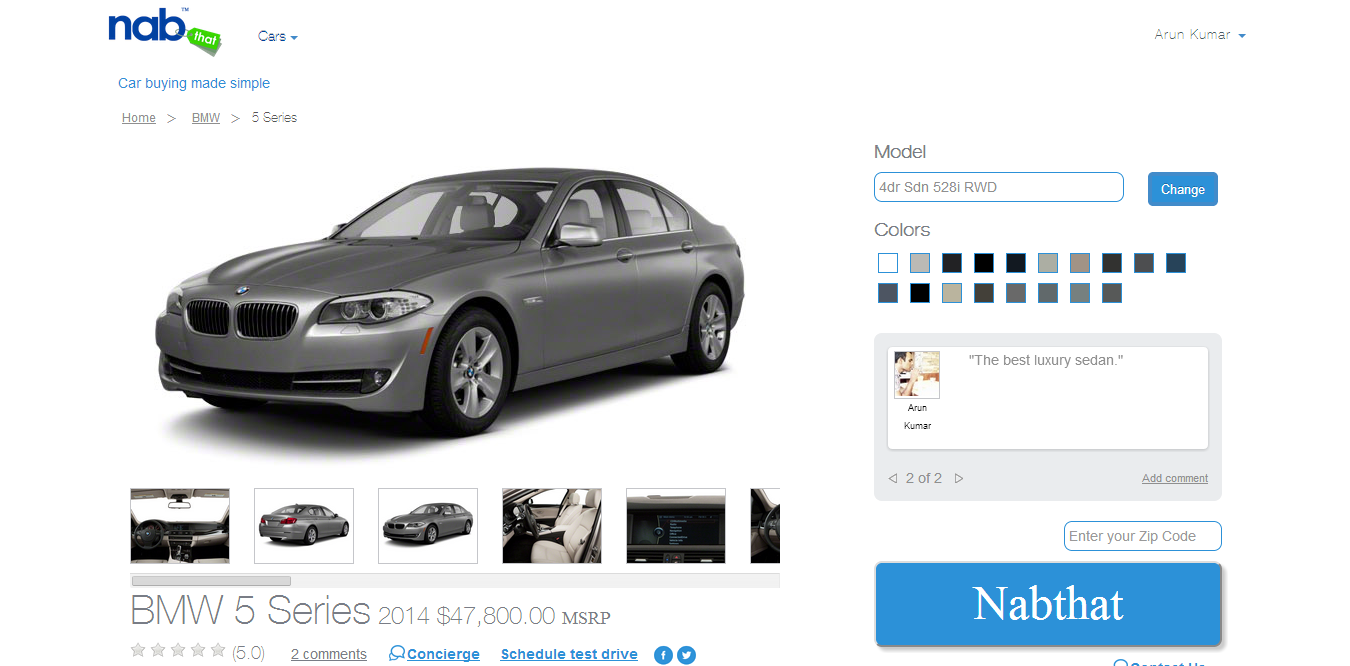 nab™
that
Cars
Arun Kumar
Car buying made simple
Home > BMW > 5 Series
Model
4dr Sdn 528i RWD
Change
Colors
"The best luxury sedan."
Arun
Kumar
2 of 2
Add comment
Enter your Zip Code
Nabthat
BMW 5 Series 2014 $47,800.00 MSRP
(5.0)
2 comments
Concierge
Schedule test drive
Contact Us